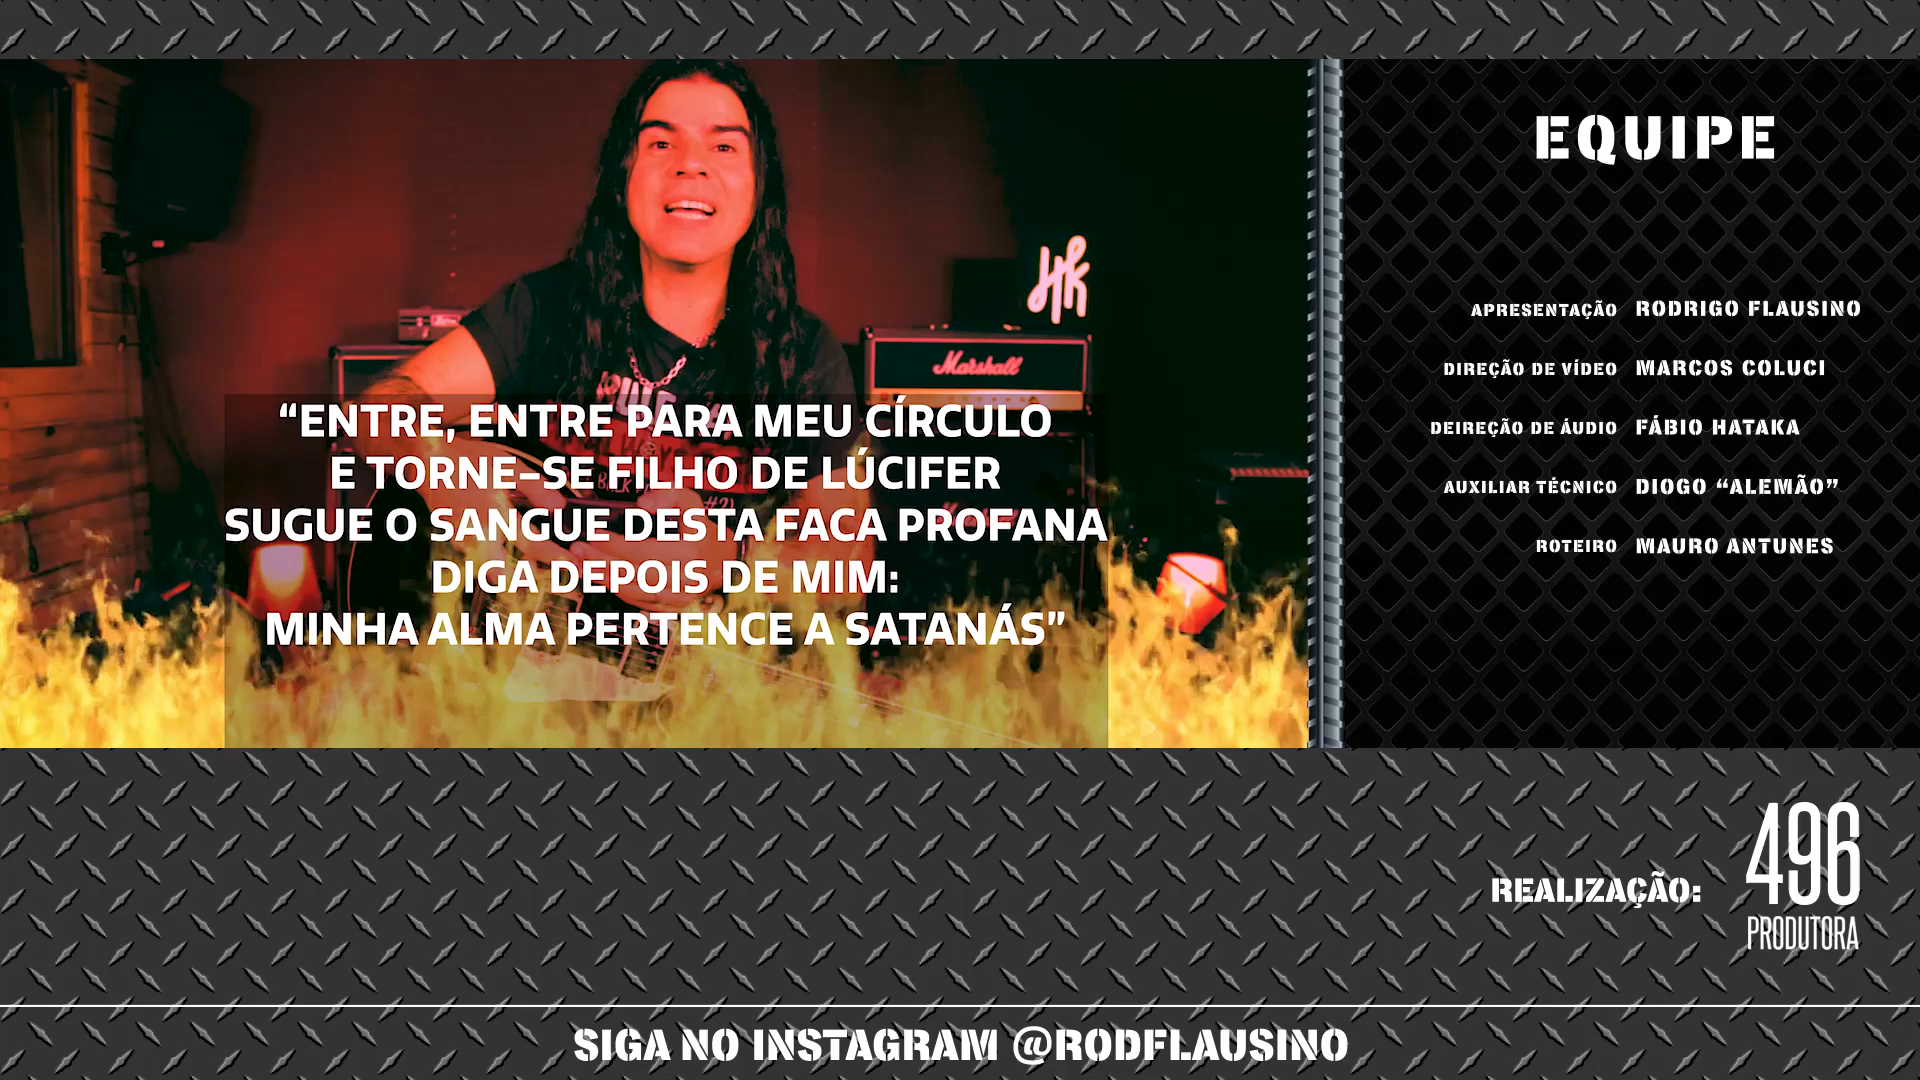 EQUIPE
APRESENTAÇÃO RODRIGO FLAUSINO
DIREÇÃO DE VÍDEO MARCOS COLUCI
DEIREÇÃO DE ÁUDIO FÁBIO HATAKA
AUXILIAR TÉCNICO DIOGO “ALEMÃO”
ROTEIRO MAURO ANTUNES
Hk
Marshall
“ENTRE, ENTRE PARA MEU CÍRCULO
E TORNE-SE FILHO DE LÚCIFER
SUGUE O SANGUE DESTA FACA PROFANA
DIGA DEPOIS DE MIM:
MINHA ALMA PERTENCE A SATANÁS”
REALIZAÇÃO:
496
PRODUTORA
SIGA NO INSTAGRAM @RODFLAUSINO